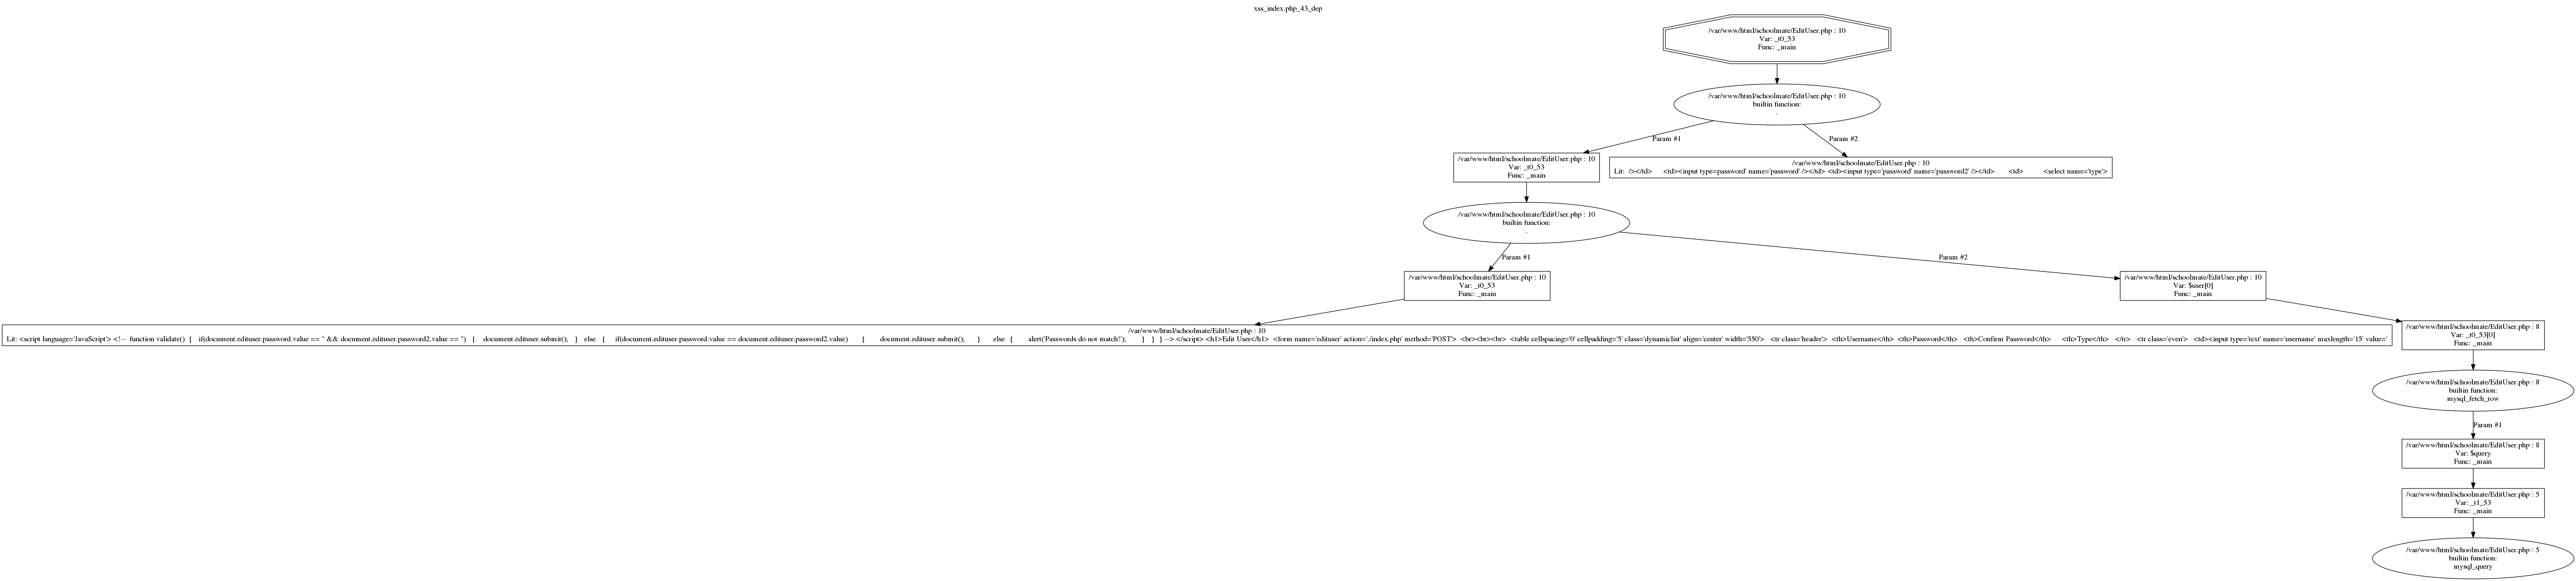 xss_index.php_43_dep
/var/www/html/schoolmate/EditUser.php : 10
Var: _t0_53
Func: _main
/var/www/html/schoolmate/EditUser.php : 10
builtin function:
.
Param #1
Param #2
/var/www/html/schoolmate/EditUser.php : 10
Var: _t0_53
Func: _main
/var/www/html/schoolmate/EditUser.php : 10
Lit: /></td> <td><input type=password' name='password' /></td> <td><input type='password' name='password2' /></td> <td> <select name='type'>
/var/www/html/schoolmate/EditUser.php : 10
builtin function:
.
Param #1
Param #2
/var/www/html/schoolmate/EditUser.php : 10
Var: _t0_53
Func: _main
/var/www/html/schoolmate/EditUser.php : 10
Var: $user[0]
Func: _main
/var/www/html/schoolmate/EditUser.php : 10
Lit: <script language='JavaScript'> <!-- function validate() { if(document.edituser.password.value == '' && document.edituser.password2.value == '') { document.edituser.submit(); } else { if(document.edituser.password.value == document.edituser.password2.value) { document.edituser.submit(); } else { alert('Passwords do not match!'); } } } --> </script> <h1>Edit User</h1> <form name='edituser' action='./index.php' method='POST'> <br><br><br> <table cellspacing='0' cellpadding='5' class='dynamiclist' align='center' width='550'> <tr class='header'> <th>Username</th> <th>Password</th> <th>Confirm Password</th> <th>Type</th> </tr> <tr class='even'> <td><input type='text' name='username' maxlength='15' value='
/var/www/html/schoolmate/EditUser.php : 8
Var: _t0_53[0]
Func: _main
/var/www/html/schoolmate/EditUser.php : 8
builtin function:
mysql_fetch_row
Param #1
/var/www/html/schoolmate/EditUser.php : 8
Var: $query
Func: _main
/var/www/html/schoolmate/EditUser.php : 5
Var: _t1_53
Func: _main
/var/www/html/schoolmate/EditUser.php : 5
builtin function:
mysql_query